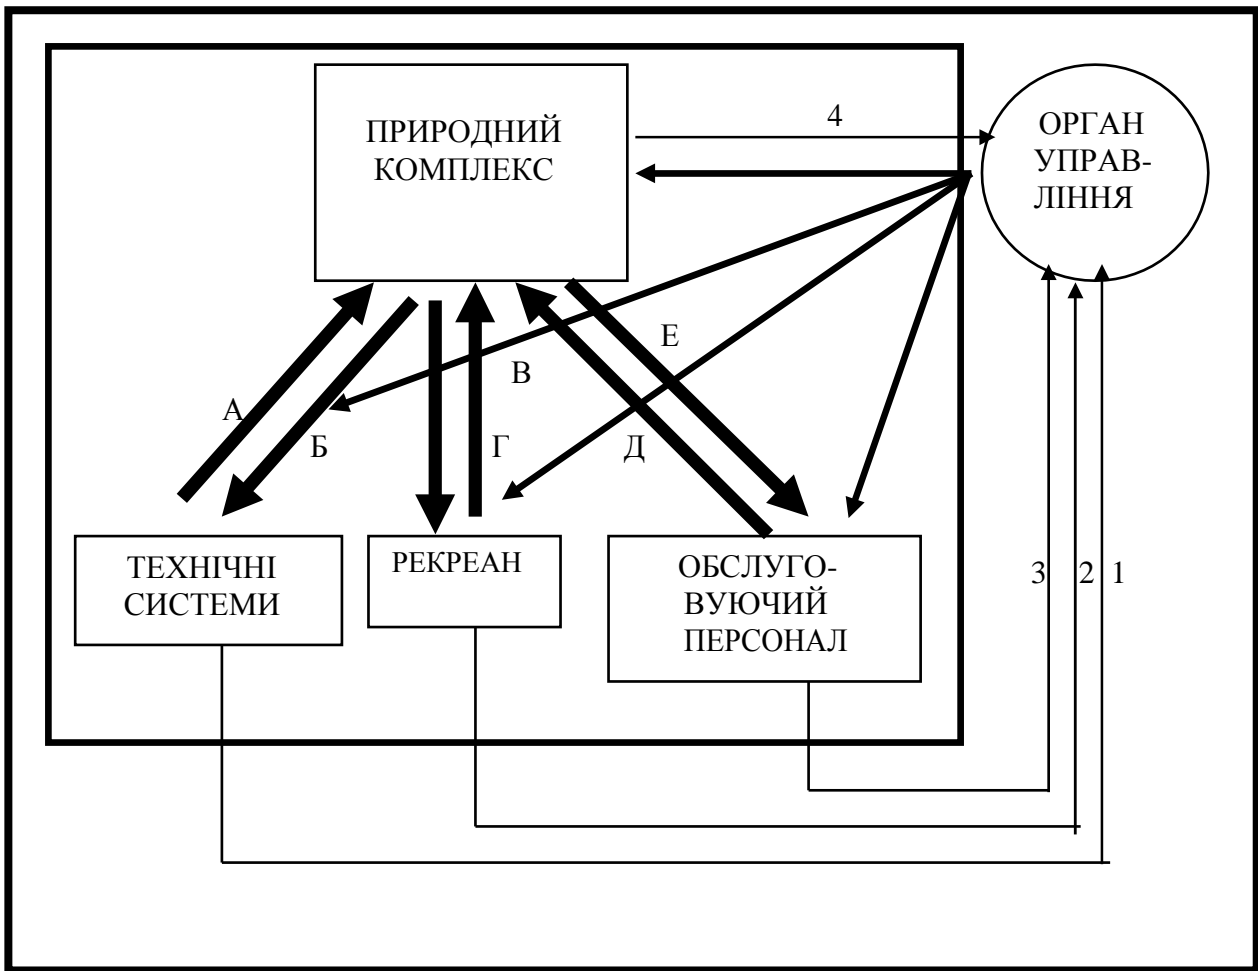 ПРИРОДНИЙ
КОМПЛЕКС
4
ОРГАН
УПРАВ-
ЛІННЯ
А
Б
В
Г
Д
Е
ТЕХНІЧНІ
СИСТЕМИ
РЕКРЕАН
ОБСЛУГО-
ВУЮЧИЙ
ПЕРСОНАЛ
3
2
1